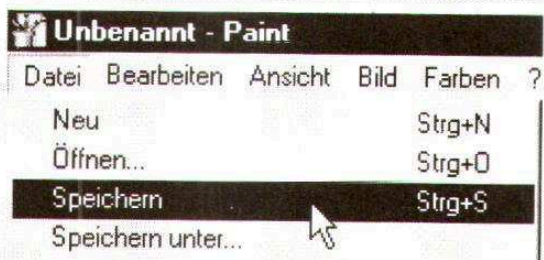 Unbenannt - Paint
Datei Bearbeiten Ansicht Bild Farben ?
Neu Strg+N
Öffnen... Strg+O
Speichern Strg+S
Speichern unter...